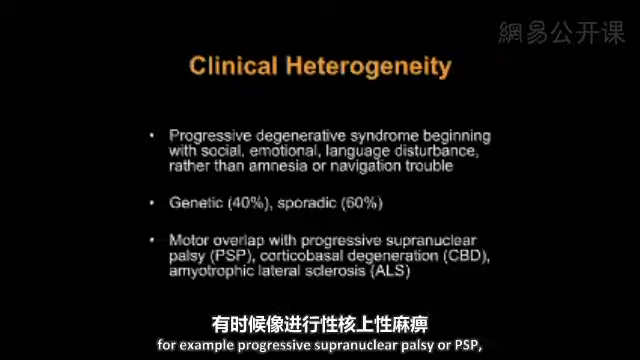 網易公开课
Clinical Heterogeneity
• Progressive degenerative syndrome beginning
with social, emotional, language disturbance,
rather than amnesia or navigation trouble
• Genetic (40%), sporadic (60%)
• Motor overlap with progressive supranuclear
palsy (PSP), corticobasal degeneration (CBD),
amyotrophic lateral sclerosis (ALS)
有时候像进行性核上性麻痹
for example progressive supranuclear palsy or PSP,